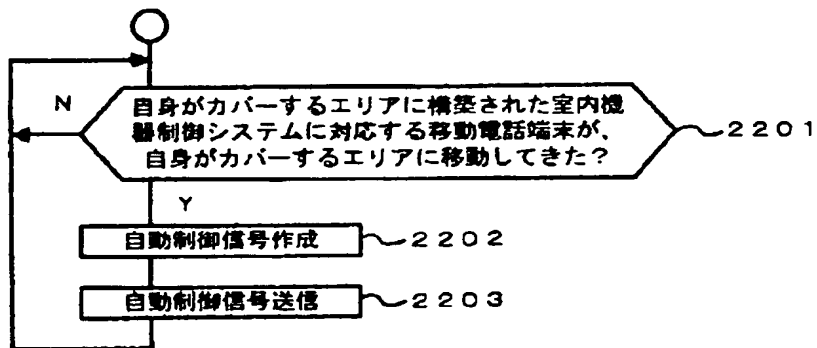 自身がカバーするエリアに構築された室内機
N
器制御システムに対応する移動電話端末が、
2201
自身がカバーするエリアに移動してきた？
Y
自動制御信号作成
2202
自動制御信号送信
2203